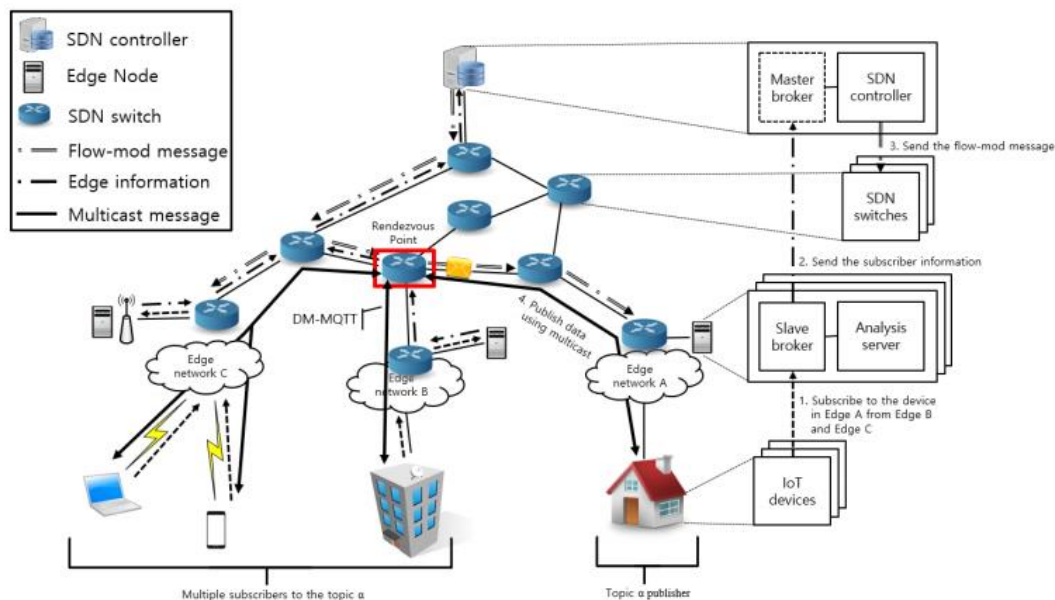 SDN controller
Edge Node
SDN switch
Flow-mod message
Edge information
Multicast message
Master
broker
SDN
controller
3. Send the flow-mod message
SDN
switches
Rendezvous
Point
2. Send the subscriber information
DM-MQTT
4. Publish data
using multicast
Slave
broker
Analysis
server
Edge
network C
Edge
network B
Edge
network A
1. Subscribe to the device
in Edge A from Edge B
and Edge C
IoT
devices
Multiple subscribers to the topic α
Topic α publisher